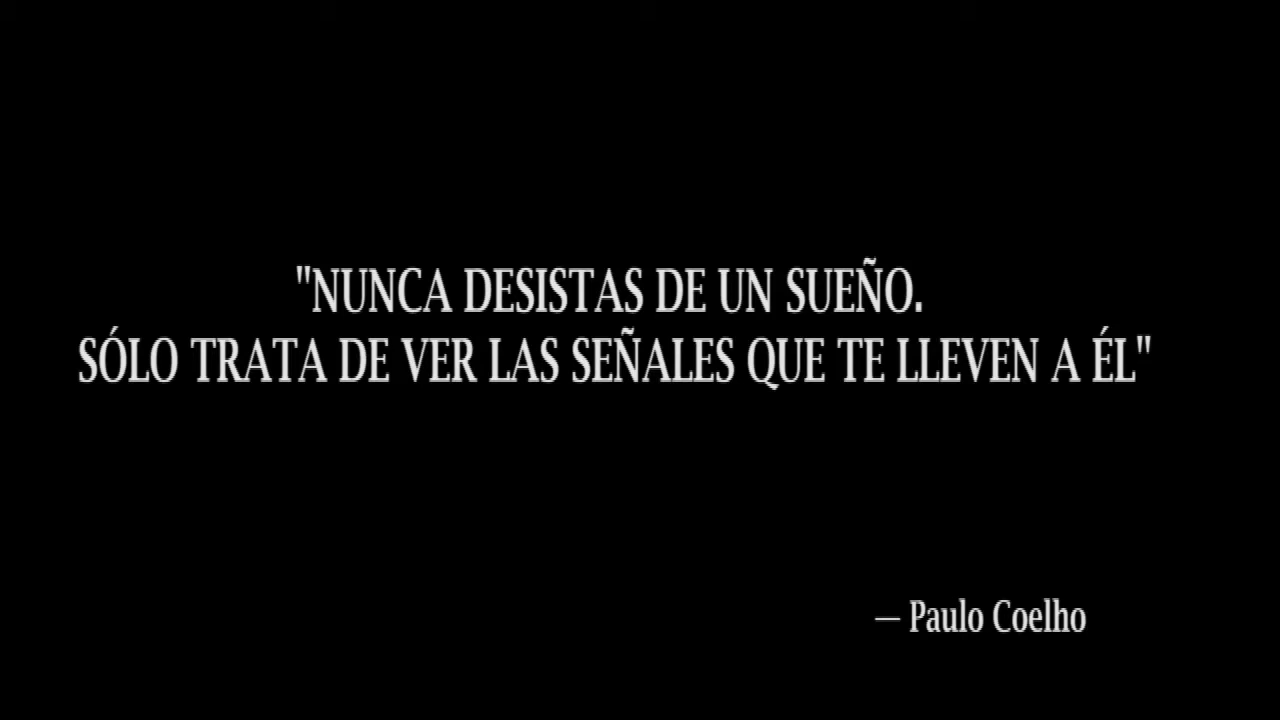 "NUNCA DESISTAS DE UN SUEÑO.
SÓLO TRATA DE VER LAS SEÑALES QUE TE LLEVEN A ÉL"
— Paulo Coelho